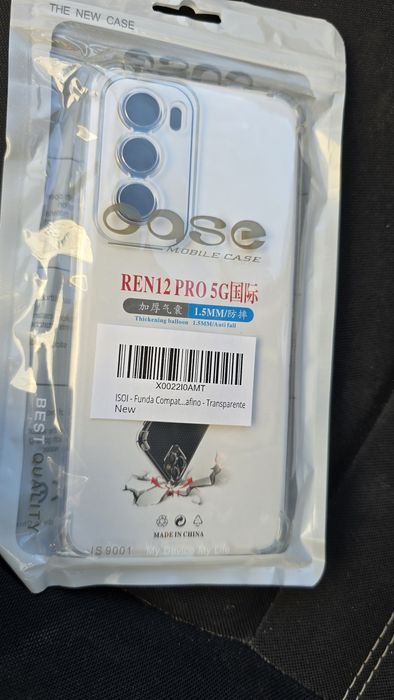 THE NEW CASE
case
MOBILE CASE
REN12 PRO 5G国际
加厚气囊 1.5MM/防摔
Thickening balloon 1.5MM/Anti fall
X0022I0AMT
ISOI - Funda Compat...afino - Transparente
New
MADE IN CHINA
IS 9001 My Device My Life
BEST QUALITY